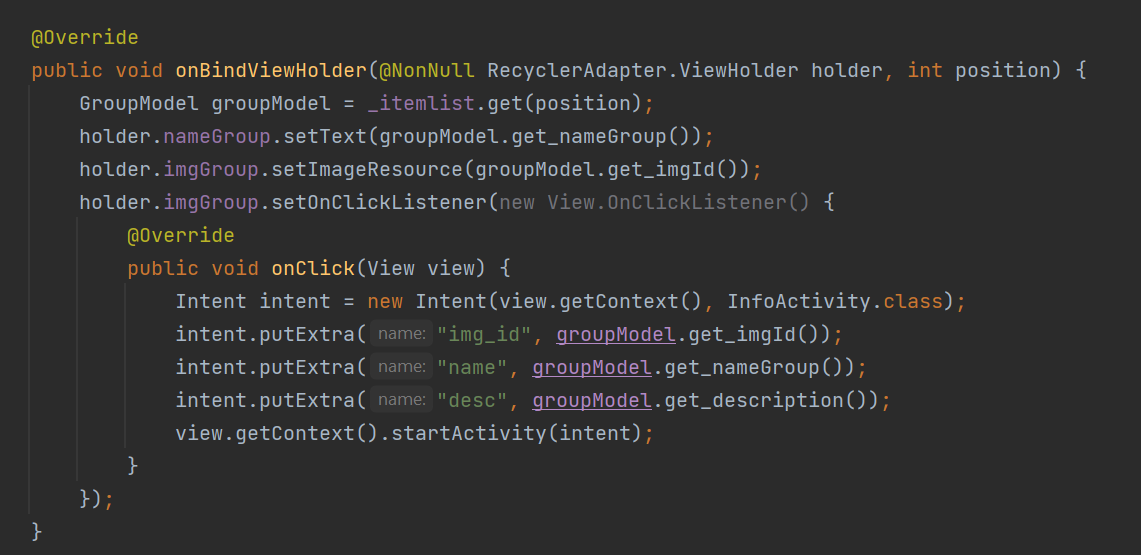 @Override
public void onBindViewHolder(@NonNull RecyclerAdapter.ViewHolder holder, int position) {
    GroupModel groupModel = _itemlist.get(position);
    holder.nameGroup.setText(groupModel.get_nameGroup());
    holder.imgGroup.setImageResource(groupModel.get_imgId());
    holder.imgGroup.setOnClickListener(new View.OnClickListener() {
        @Override
        public void onClick(View view) {
            Intent intent = new Intent(view.getContext(), InfoActivity.class);
            intent.putExtra( name: "img_id", groupModel.get_imgId());
            intent.putExtra( name: "name", groupModel.get_nameGroup());
            intent.putExtra( name: "desc", groupModel.get_description());
            view.getContext().startActivity(intent);
        }
    });
}